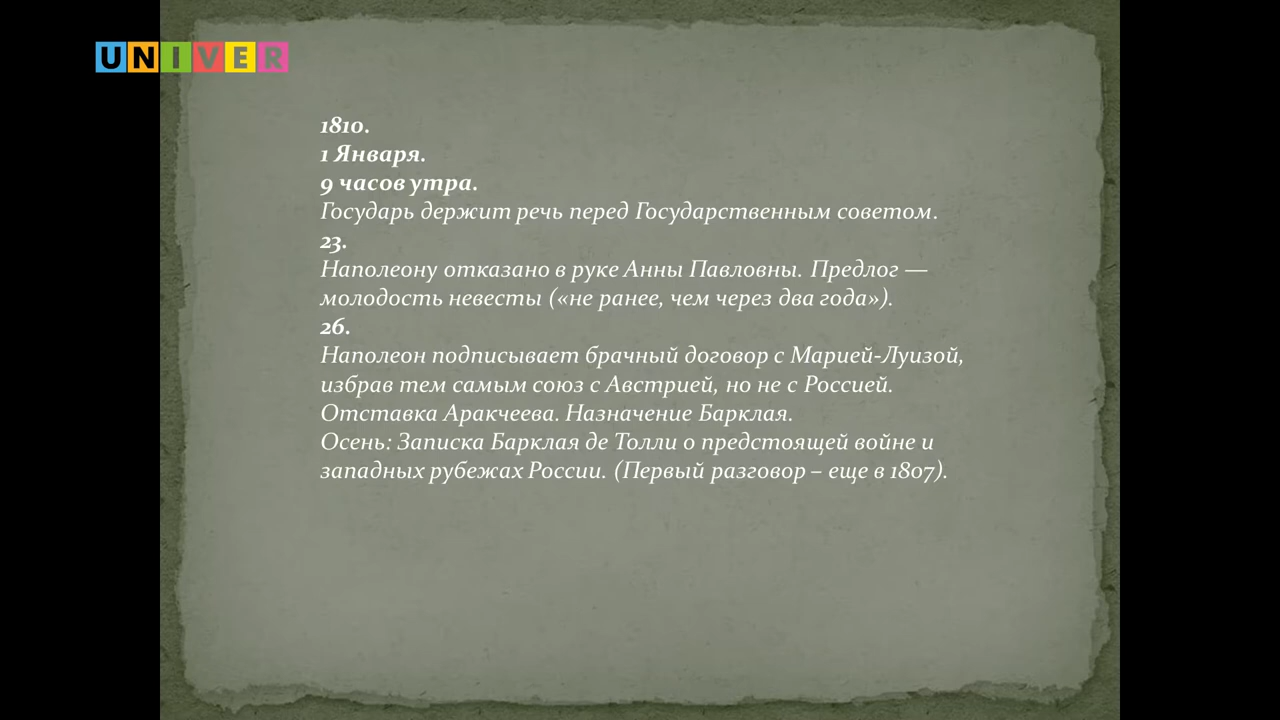 UNIVER
1810.
1 Января.
9 часов утра.
Государь держит речь перед Государственным советом.
23.
Наполеону отказано в руке Анны Павловны. Предлог —
молодость невесты («не ранее, чем через два года»).
26.
Наполеон подписывает брачный договор с Марией-Луизой,
избрав тем самым союз с Австрией, но не с Россией.
Отставка Аракчеева. Назначение Барклая.
Осень: Записка Барклая де Толли о предстоящей войне и
западных рубежах России. (Первый разговор – еще в 1807).